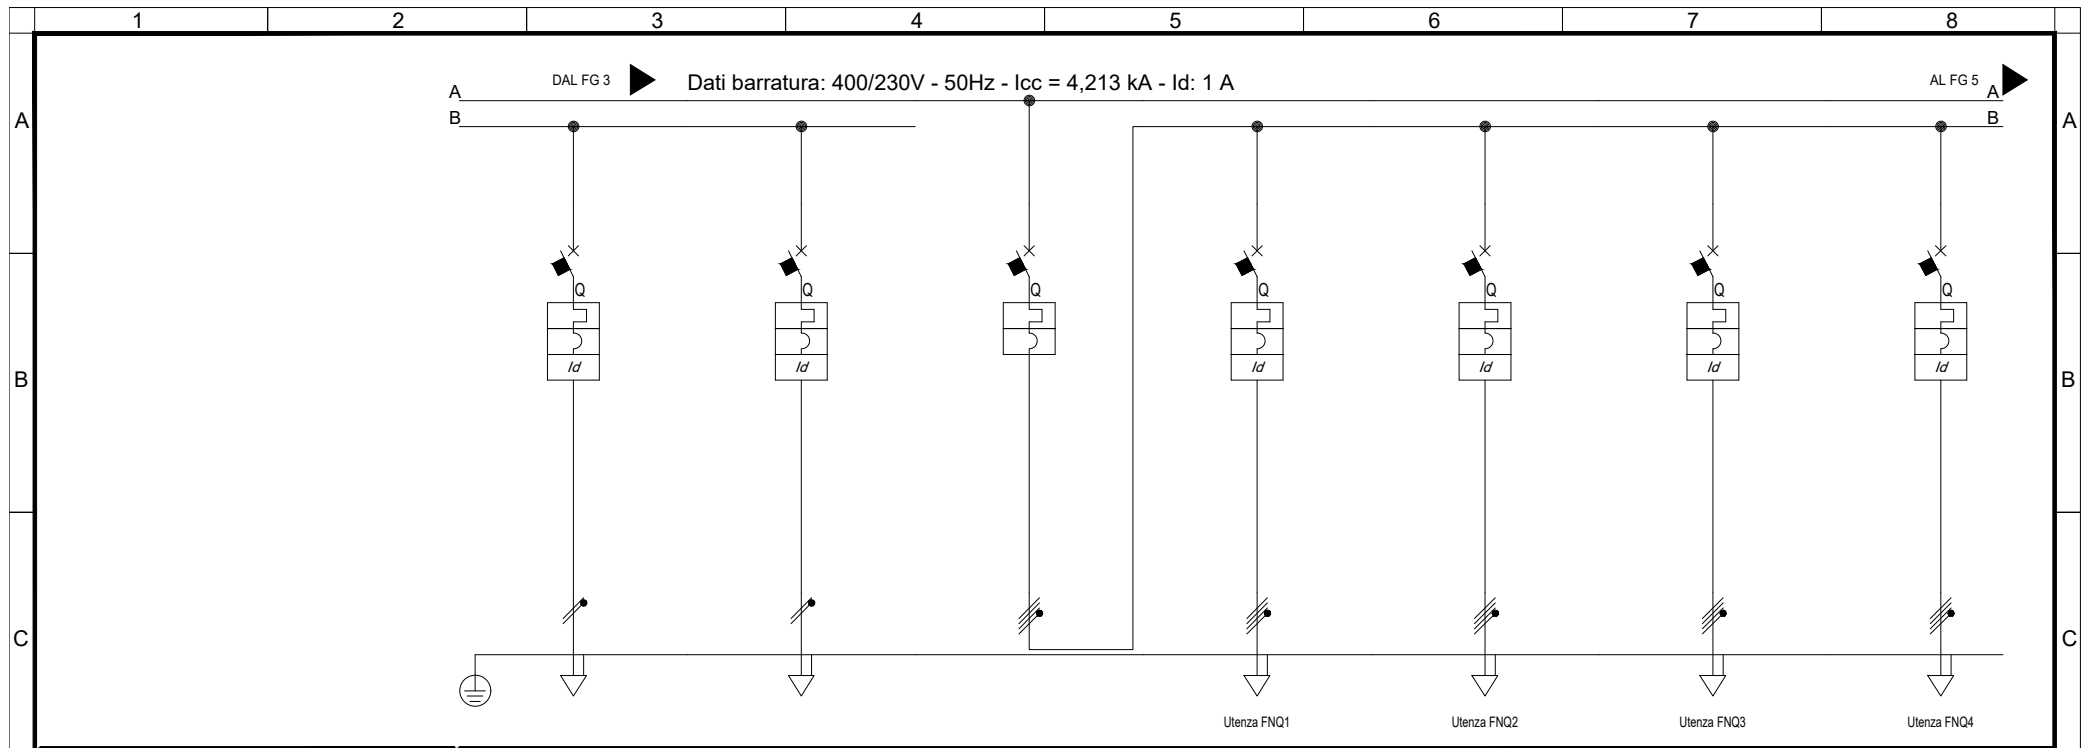 1 2 3 4 5 6 7 8
DAL FG 3 Dati barratura: 400/230V - 50Hz - Icc = 4,213 kA - Id: 1 A AL FG 5
A A
B B
A A
Q Q Q Q Q Q Q
Id Id Id Id Id Id
B B
C C
Utenza FNQ1 Utenza FNQ2 Utenza FNQ3 Utenza FNQ4